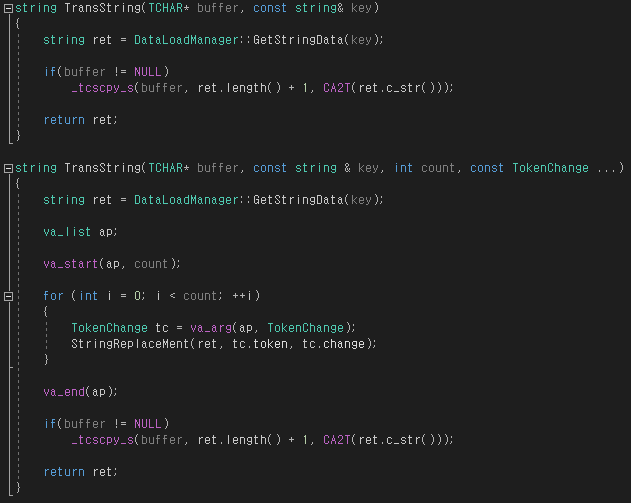 string TransString(TCHAR* buffer, const string& key)
{
    string ret = DataLoadManager::GetStringData(key);

    if(buffer != NULL)
        _tcscpy_s(buffer, ret.length() + 1, CA2T(ret.c_str()));

    return ret;
}

string TransString(TCHAR* buffer, const string & key, int count, const TokenChange ...)
{
    string ret = DataLoadManager::GetStringData(key);

    va_list ap;

    va_start(ap, count);

    for (int i = 0; i < count; ++i)
    {
        TokenChange tc = va_arg(ap, TokenChange);
        StringReplaceMent(ret, tc.token, tc.change);
    }

    va_end(ap);

    if(buffer != NULL)
        _tcscpy_s(buffer, ret.length() + 1, CA2T(ret.c_str()));

    return ret;
}